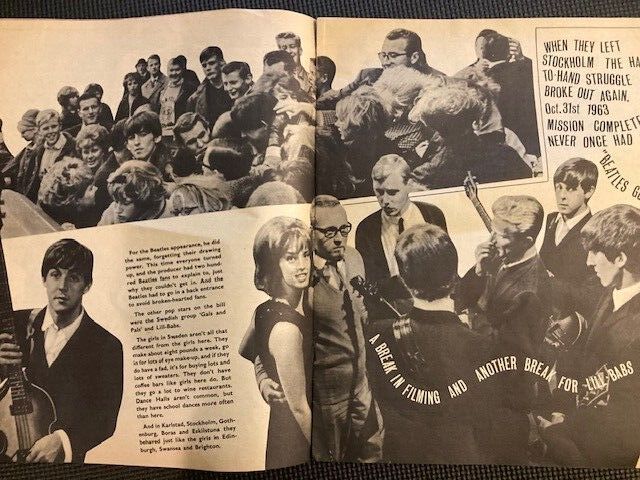 For the Beatles appearance, he did
the same, forgetting their drawing
power. This time everyone turned
up, and the producer had two hund-
red Beatles fans to explain to, just
why they couldn't get in. And the
Beatles had to go in a back entrance
to avoid broken-hearted fans.
The other pop stars on the bill
were the Swedish group 'Gals and
Pals' and Lill-Babs.
The girls in Sweden aren't all that
different from the girls here. They
make about eight pounds a week, go
in for lots of eye make-up, and if they
do have a fad, it's for buying lots and
lots of sweaters. They don't have
coffee bars like girls here do. But
they go a lot to wine restaurants.
Dance Halls aren't common, but
they have school dances more often
than here.
And in Karlstad, Stockholm, Goth-
enburg, Boras and Eskilstuna they
behaved just like the girls in Edin-
burgh, Swansea and Brighton.
WHEN THEY LEFT
STOCKHOLM THE HA
TO-HAND STRUGGLE
BROKE OUT AGAIN.
Oct. 31st 1963
MISSION COMPLETE
NEVER ONCE HAD
"BEATLES
A BREAK IN FILMING AND ANOTHER BREAK FOR LILL-BABS